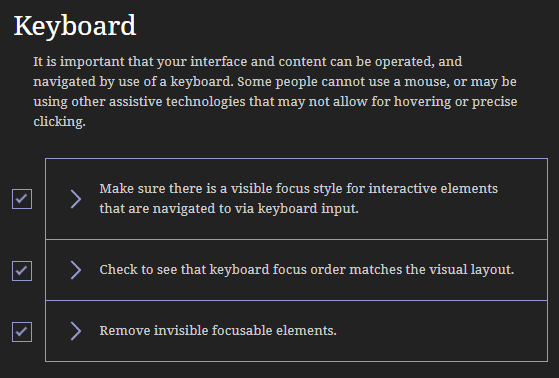 Keyboard
It is important that your interface and content can be operated, and
navigated by use of a keyboard. Some people cannot use a mouse, or may be
using other assistive technologies that may not allow for hovering or precise
clicking.
Make sure there is a visible focus style for interactive elements
that are navigated to via keyboard input.
Check to see that keyboard focus order matches the visual layout.
Remove invisible focusable elements.